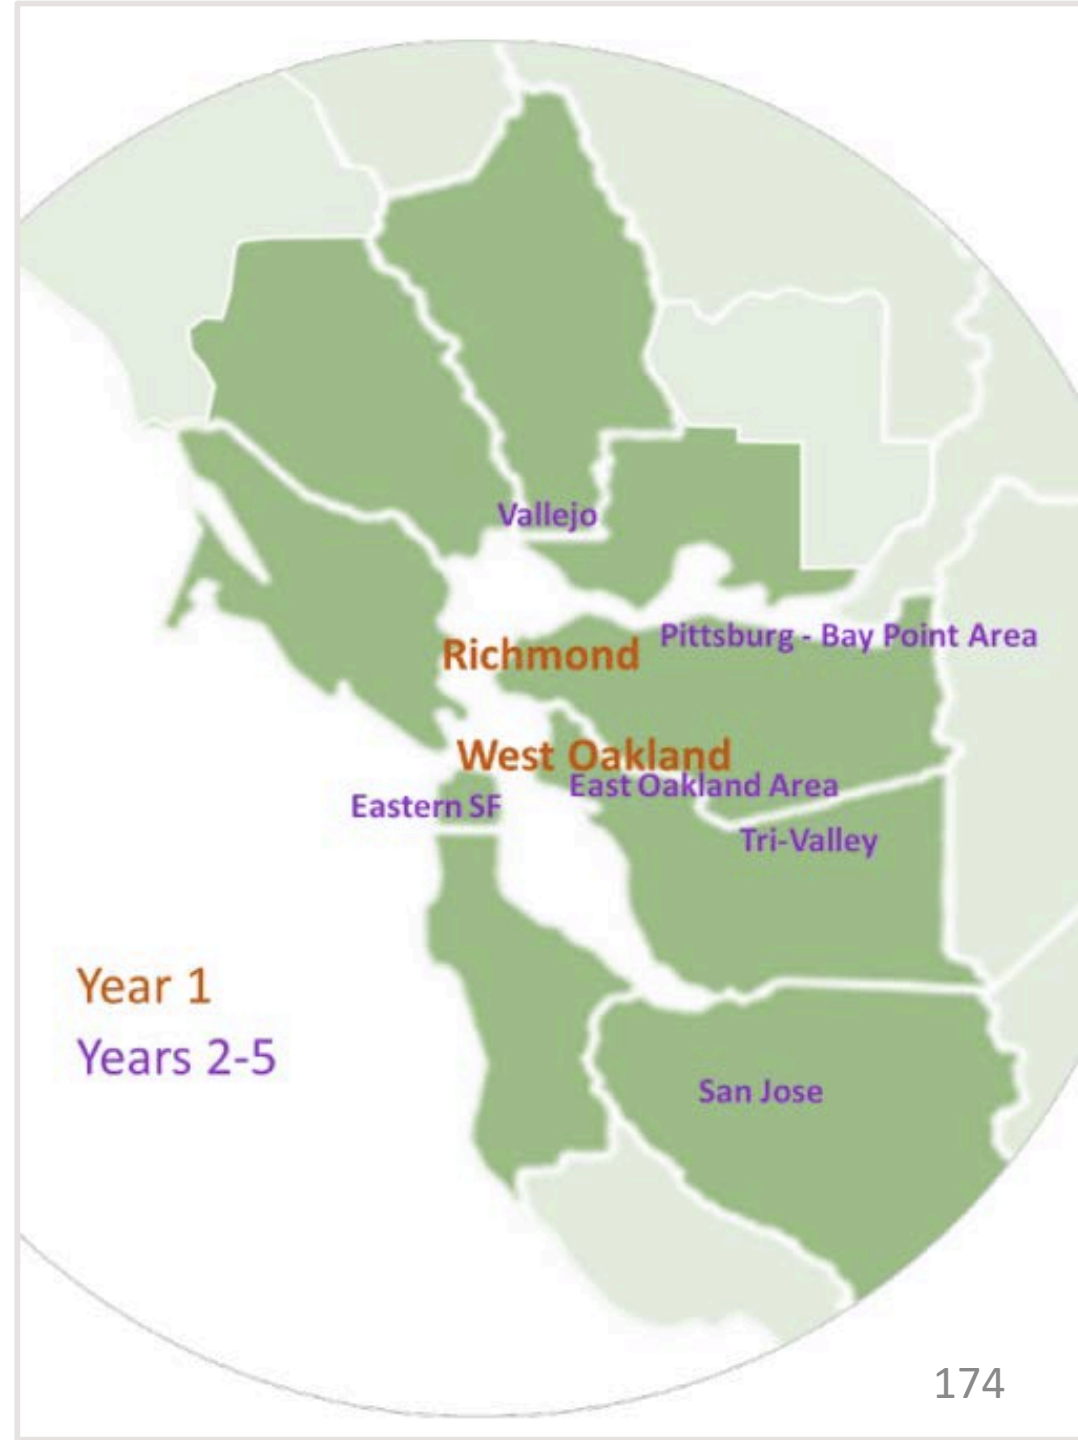 Vallejo
Richmond
Pittsburg - Bay Point Area
West Oakland
East Oakland Area
Eastern SF
Tri-Valley
Year 1
Years 2-5
San Jose
174